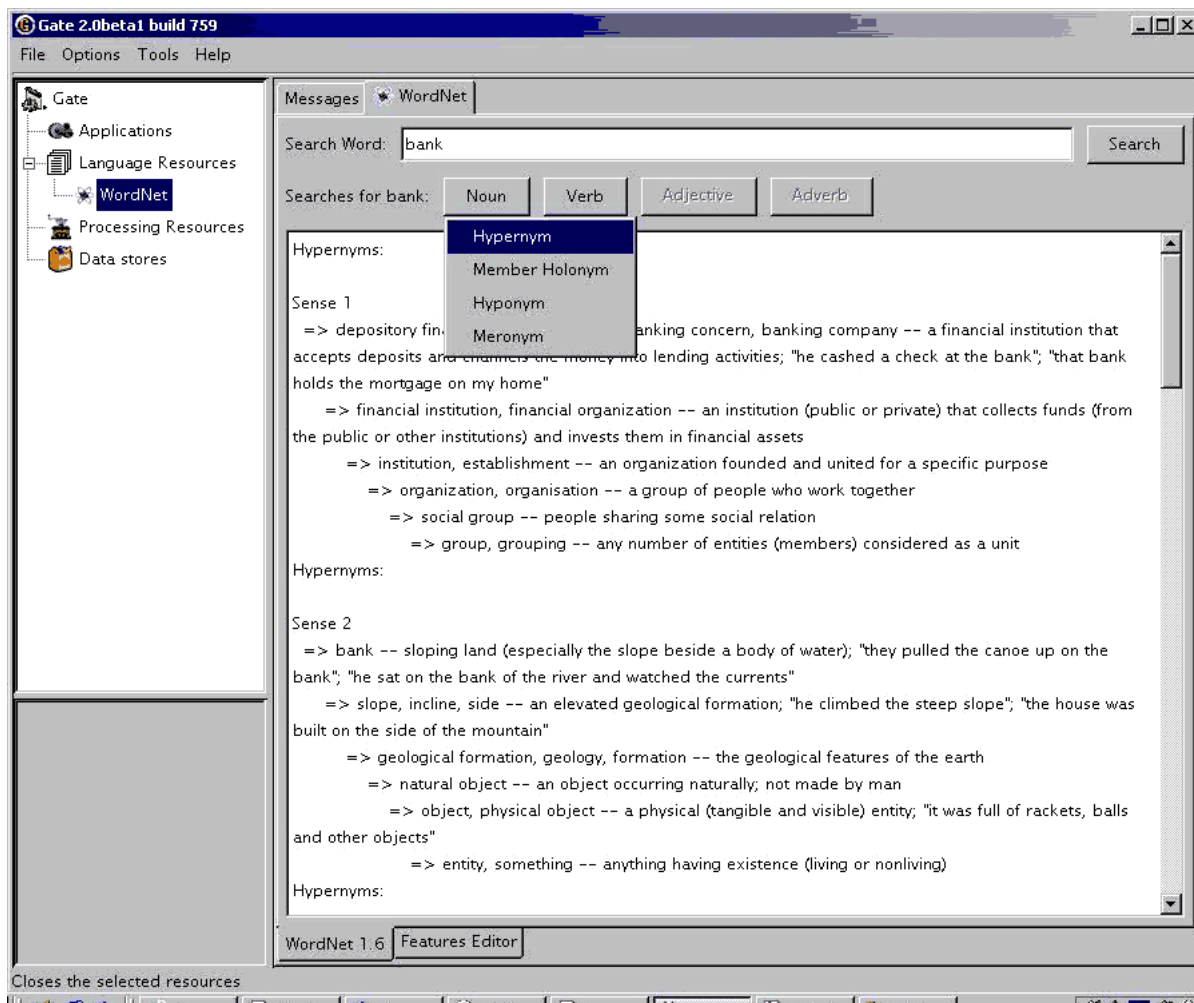 Gate 2.0beta1 build 759
File Options Tools Help
Gate
Applications
Language Resources
WordNet
Processing Resources
Data stores
Messages WordNet
Search Word: bank Search
Searches for bank: Noun Verb Adjective Adverb
Hypernym
Member Holonym
Hyponym
Meronym
Hypernyms:
Sense 1
=> depository banking concern, banking company -- a financial institution that
accepts deposits and channels the money into lending activities; "he cashed a check at the bank"; "that bank
holds the mortgage on my home"
=> financial institution, financial organization -- an institution (public or private) that collects funds (from
the public or other institutions) and invests them in financial assets
=> institution, establishment -- an organization founded and united for a specific purpose
=> organization, organisation -- a group of people who work together
=> social group -- people sharing some social relation
=> group, grouping -- any number of entities (members) considered as a unit
Hypernyms:
Sense 2
=> bank -- sloping land (especially the slope beside a body of water); "they pulled the canoe up on the
bank"; "he sat on the bank of the river and watched the currents"
=> slope, incline, side -- an elevated geological formation; "he climbed the steep slope"; "the house was
built on the side of the mountain"
=> geological formation, geology, formation -- the geological features of the earth
=> natural object -- an object occurring naturally; not made by man
=> object, physical object -- a physical (tangible and visible) entity; "it was full of rackets, balls
and other objects"
=> entity, something -- anything having existence (living or nonliving)
Hypernyms:
WordNet 1.6 Features Editor
Closes the selected resources